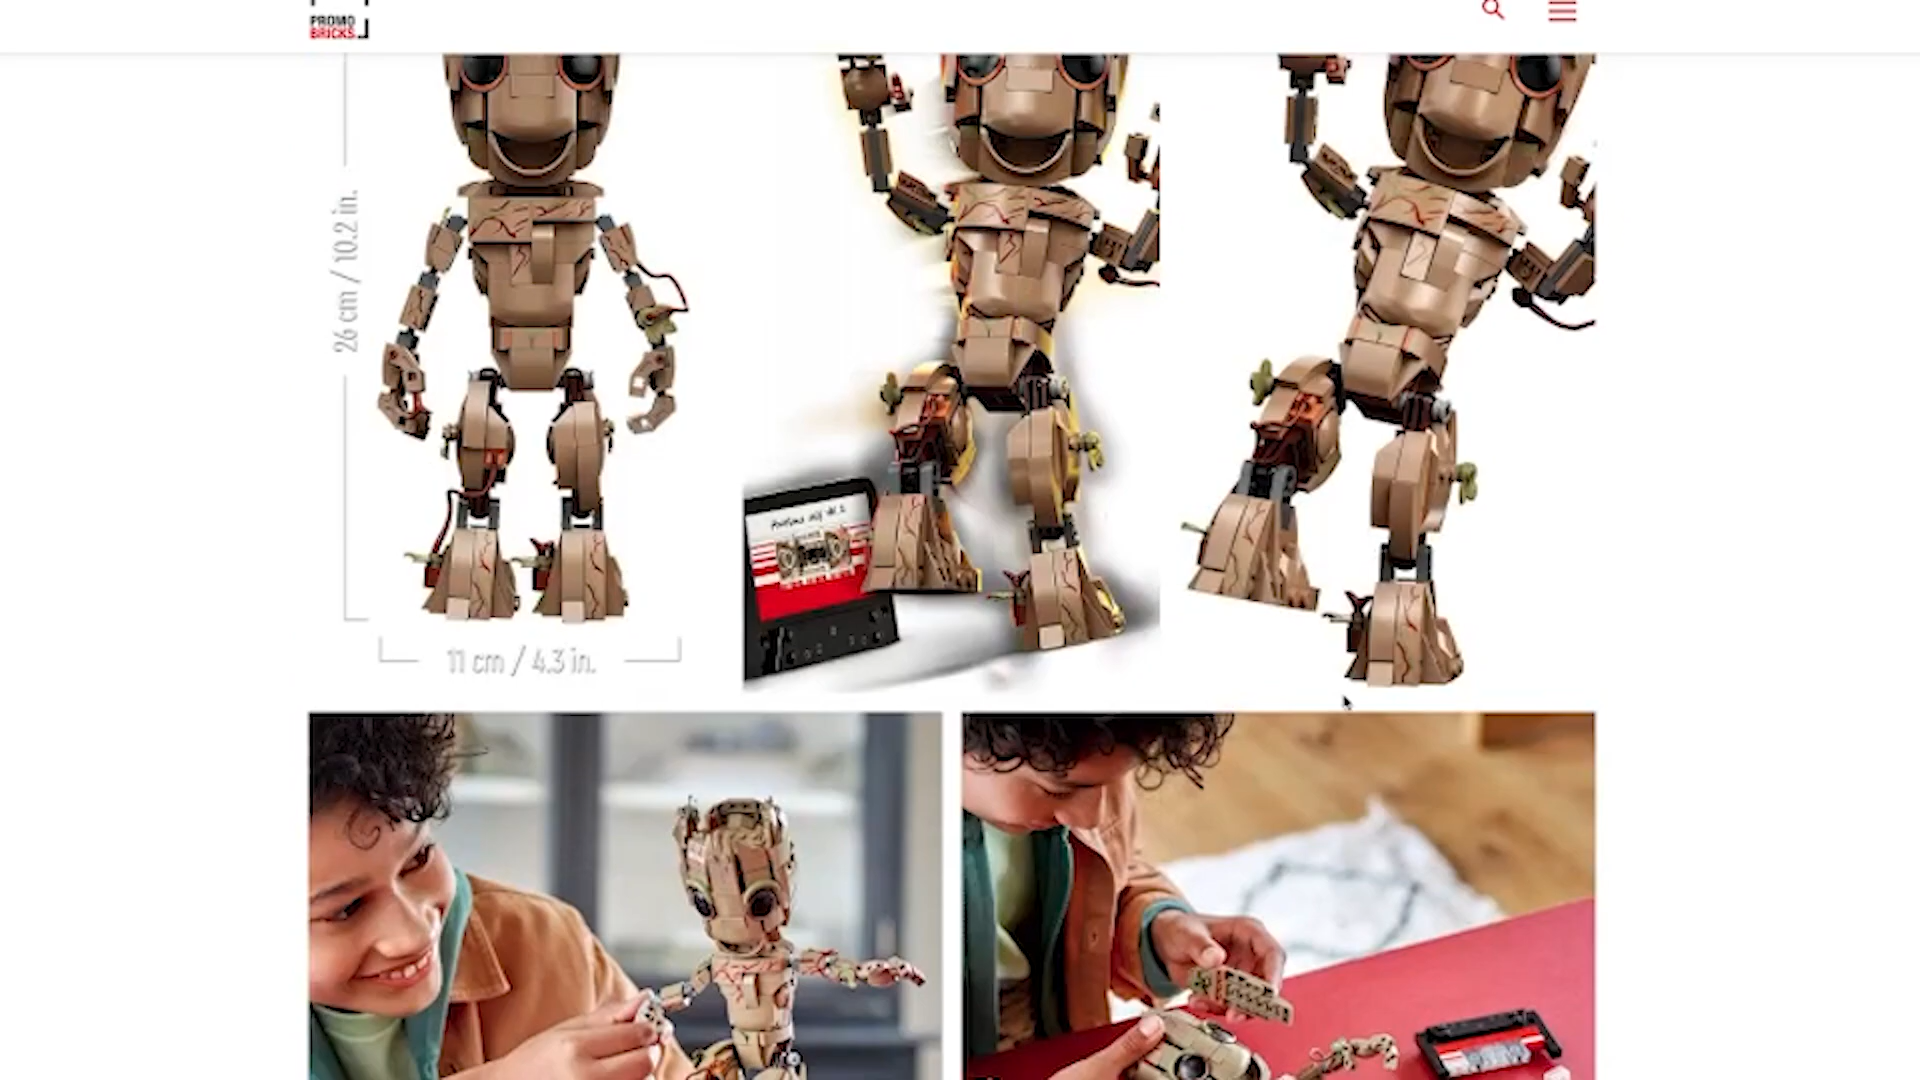 PROMO
BRICKS
26 cm / 10.2 in.
11 cm / 4.3 in.